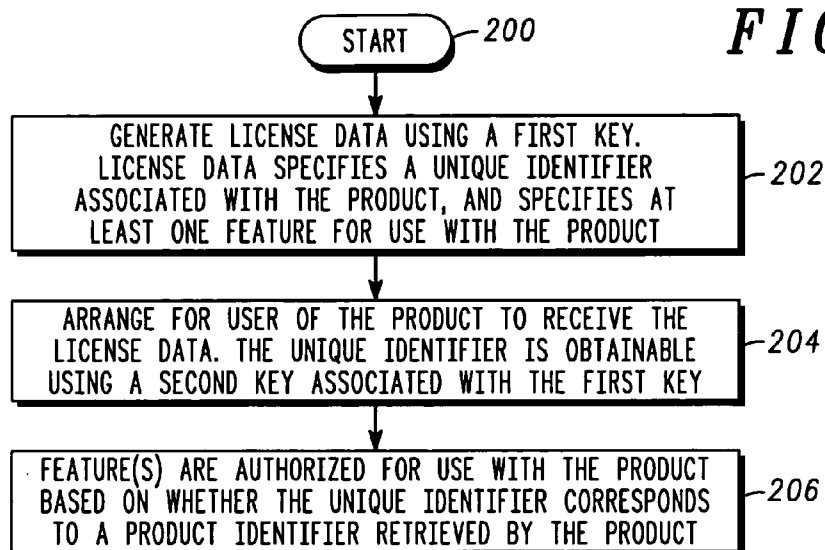 START
200
FIG
GENERATE LICENSE DATA USING A FIRST KEY.
LICENSE DATA SPECIFIES A UNIQUE IDENTIFIER
ASSOCIATED WITH THE PRODUCT, AND SPECIFIES AT
LEAST ONE FEATURE FOR USE WITH THE PRODUCT
202
ARRANGE FOR USER OF THE PRODUCT TO RECEIVE THE
LICENSE DATA. THE UNIQUE IDENTIFIER IS OBTAINABLE
USING A SECOND KEY ASSOCIATED WITH THE FIRST KEY
204
FEATURE(S) ARE AUTHORIZED FOR USE WITH THE PRODUCT
BASED ON WHETHER THE UNIQUE IDENTIFIER CORRESPONDS
TO A PRODUCT IDENTIFIER RETRIEVED BY THE PRODUCT
206